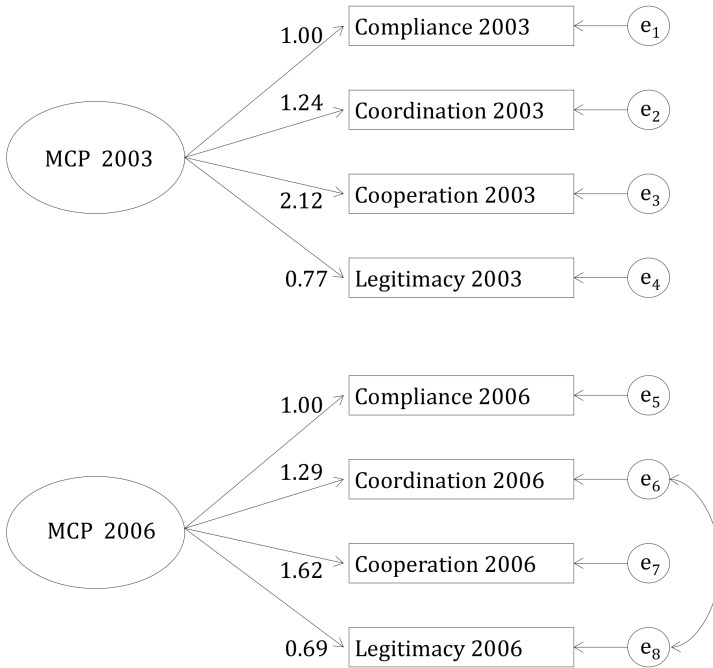 1.00
Compliance 2003
e1
1.24
Coordination 2003
e2
MCP 2003
2.12
Cooperation 2003
e3
0.77
Legitimacy 2003
e4
1.00
Compliance 2006
e5
1.29
Coordination 2006
e6
MCP 2006
1.62
Cooperation 2006
e7
0.69
Legitimacy 2006
e8